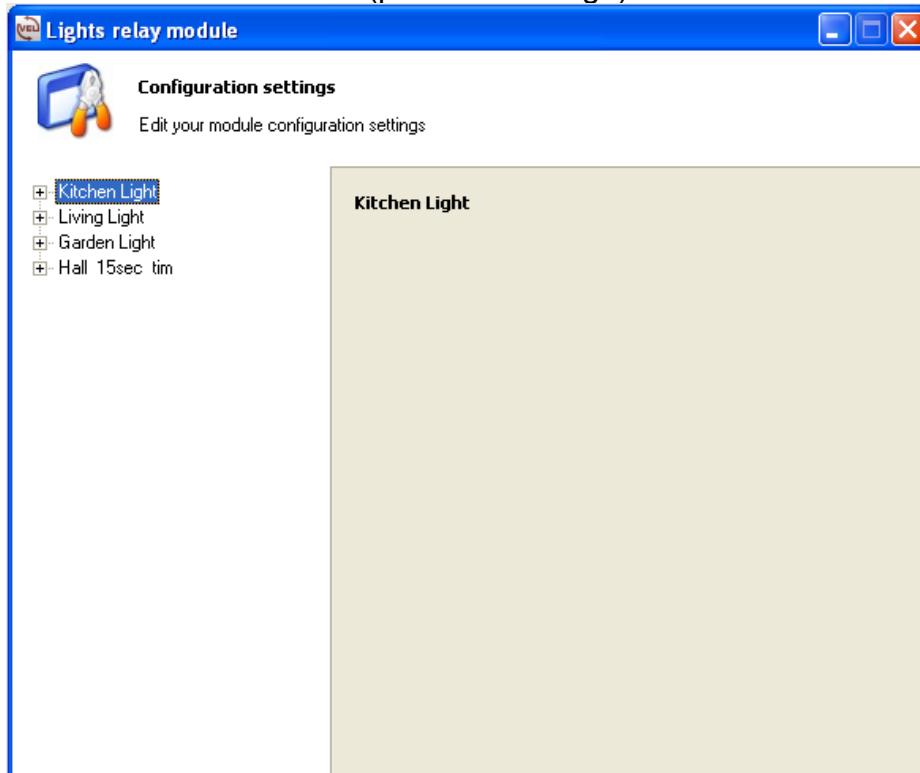 Lights relay module
Configuration settings
Edit your module configuration settings
Kitchen Light
Living Light
Garden Light
Hall 15sec tim
Kitchen Light